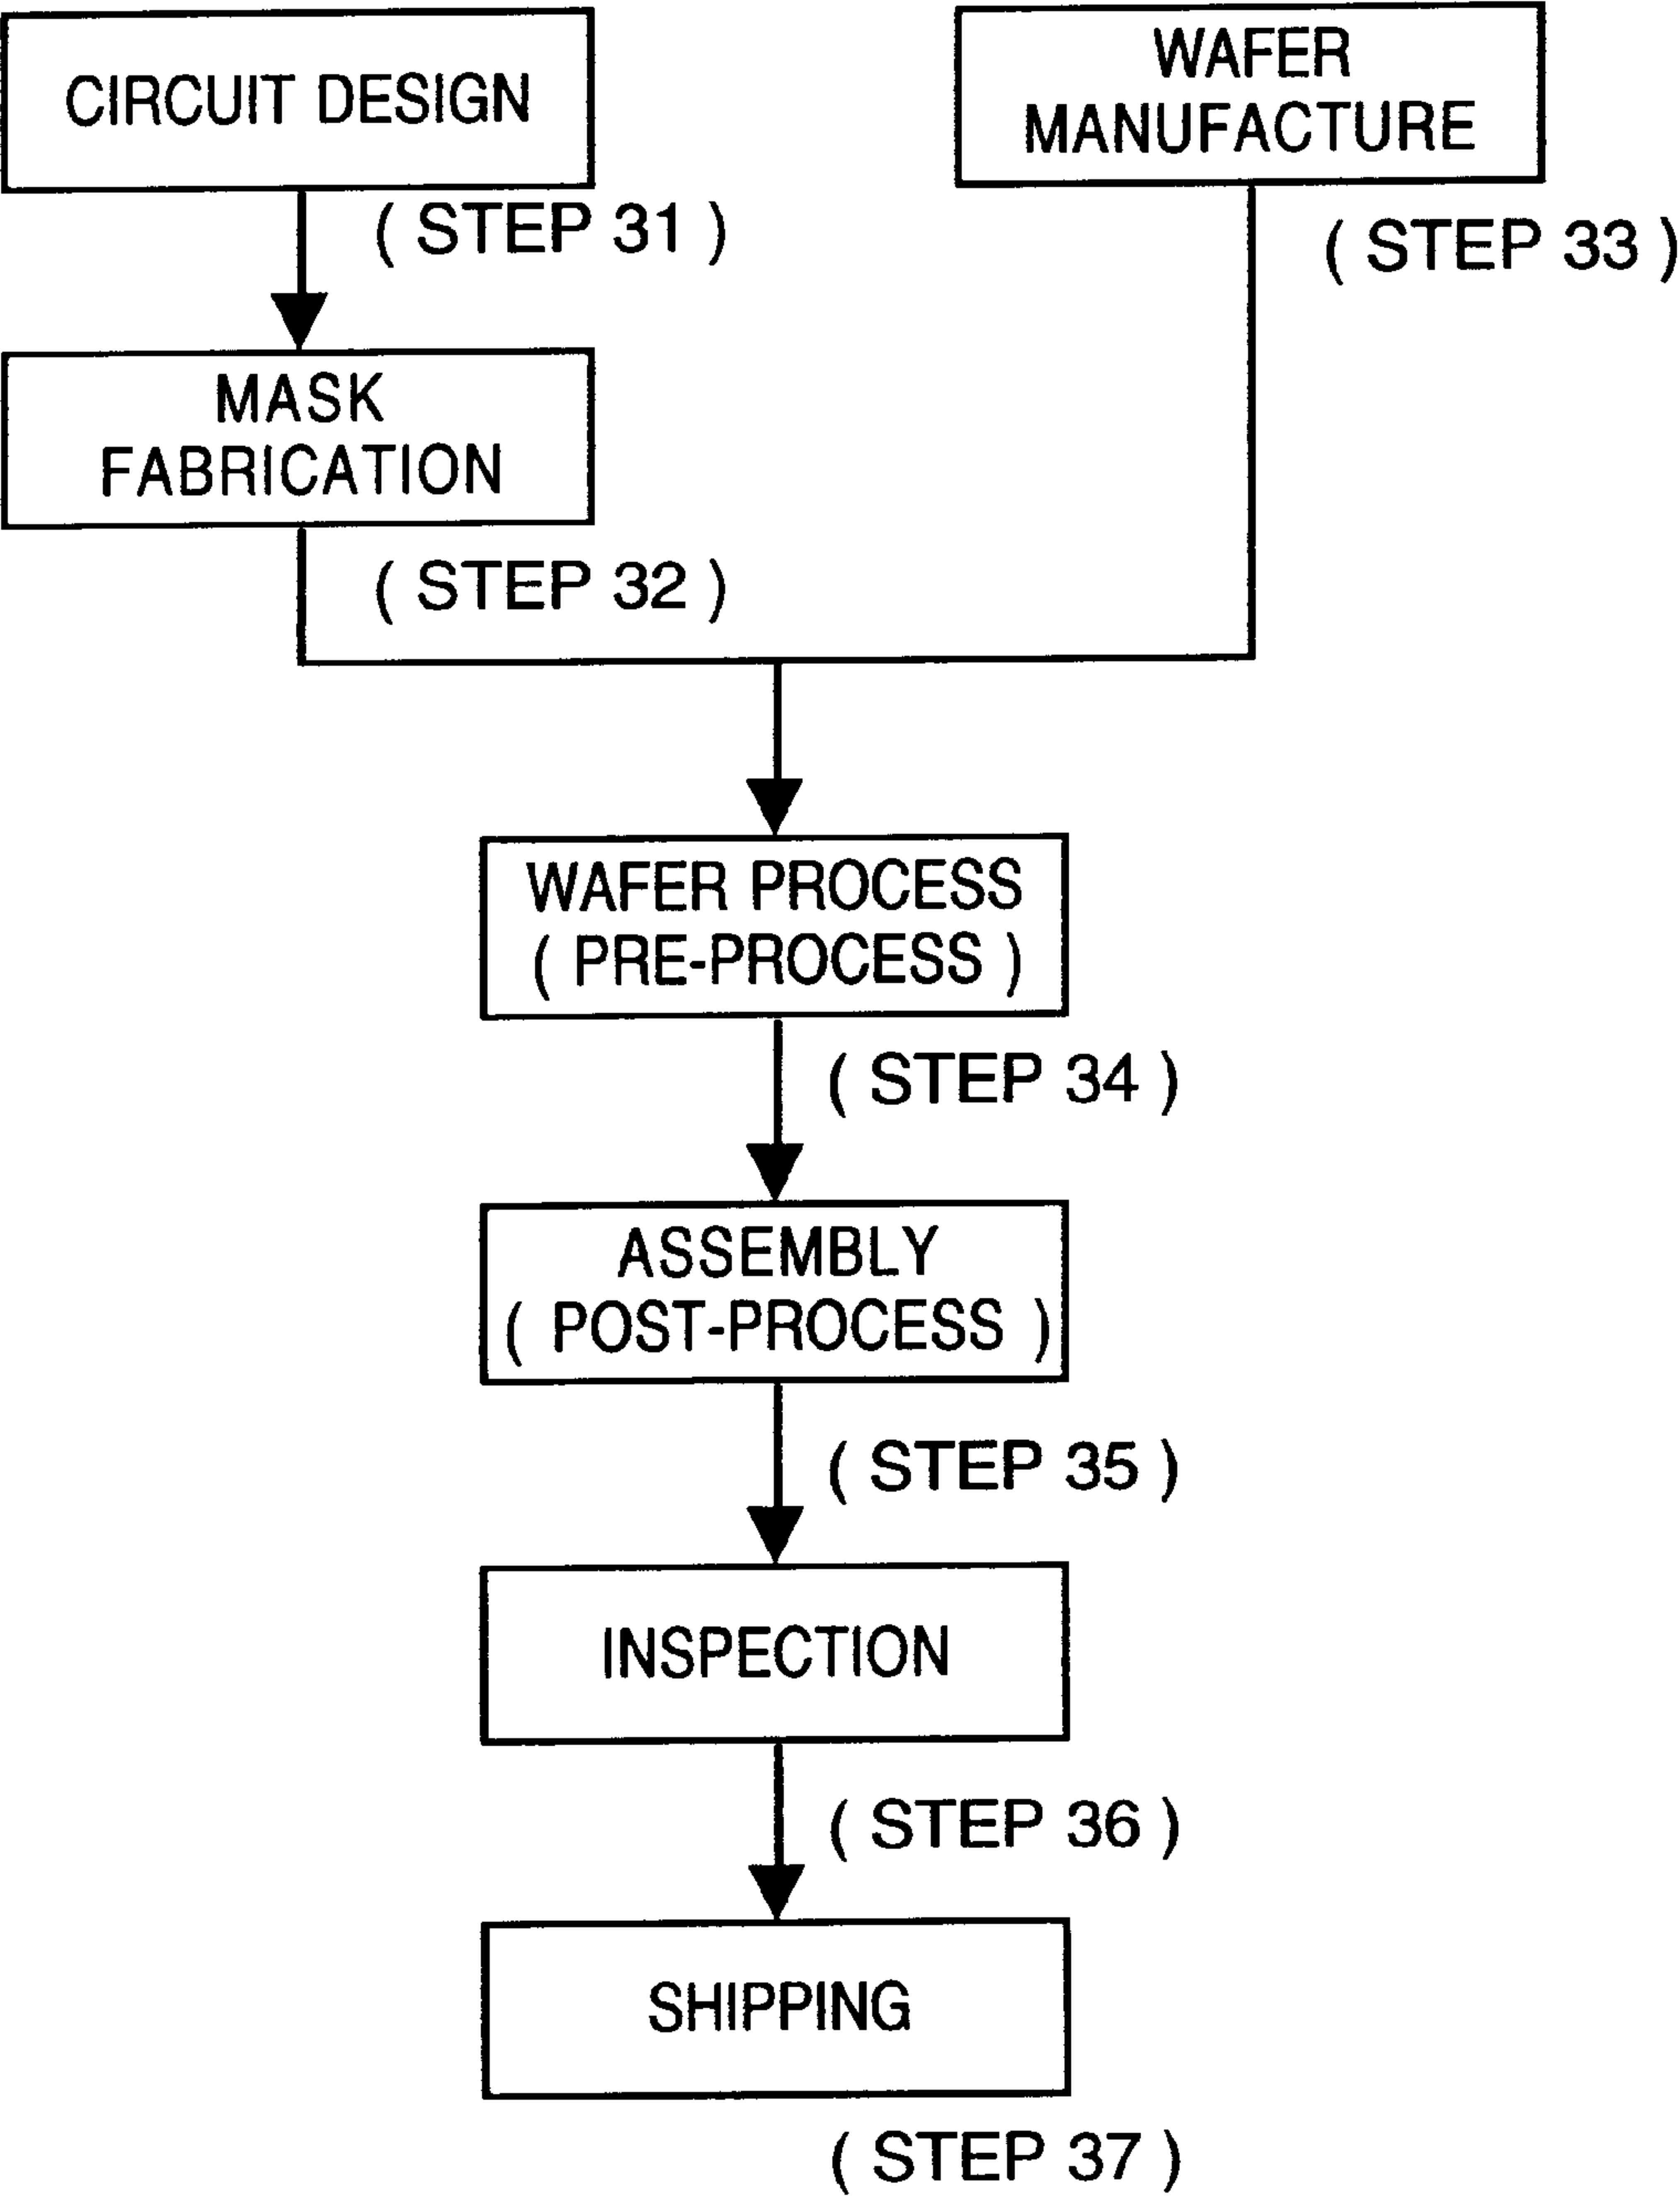 CIRCUIT DESIGN
( STEP 31 )
WAFER
MANUFACTURE
( STEP 33 )
MASK
FABRICATION
( STEP 32 )
WAFER PROCESS
( PRE-PROCESS )
( STEP 34 )
ASSEMBLY
( POST-PROCESS )
( STEP 35 )
INSPECTION
( STEP 36 )
SHIPPING
( STEP 37 )